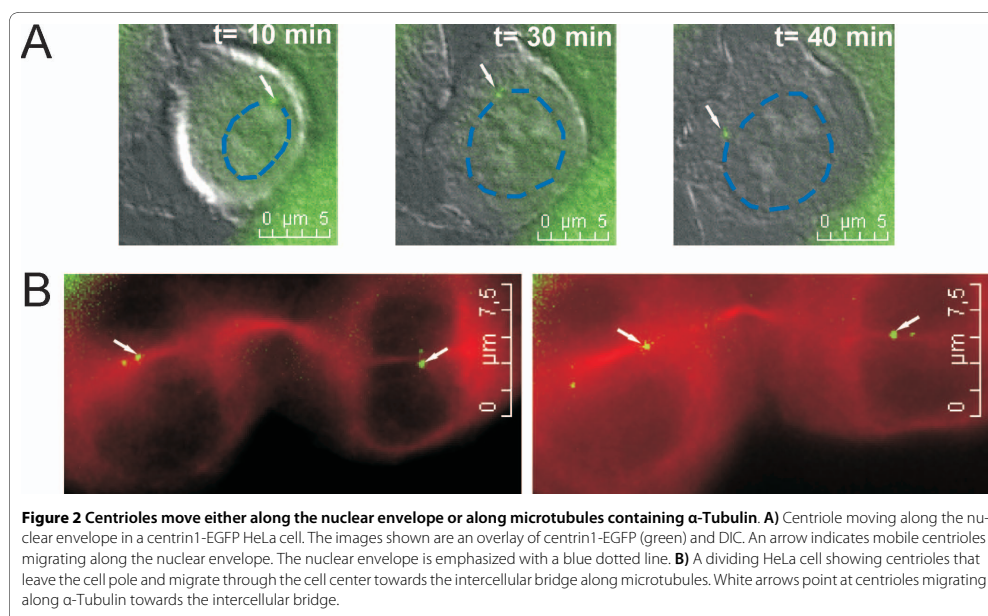 A
t= 10 min
t= 30 min
t= 40 min
0 µm 5
0 µm 5
0 µm 5
B
0 µm 7,5
0 µm 7,5
Figure 2 Centrioles move either along the nuclear envelope or along microtubules containing α-Tubulin. A) Centriole moving along the nu-
clear envelope in a centrin1-EGFP HeLa cell. The images shown are an overlay of centrin1-EGFP (green) and DIC. An arrow indicates mobile centrioles
migrating along the nuclear envelope. The nuclear envelope is emphasized with a blue dotted line. B) A dividing HeLa cell showing centrioles that
leave the cell pole and migrate through the cell center towards the intercellular bridge along microtubules. White arrows point at centrioles migrating
along α-Tubulin towards the intercellular bridge.